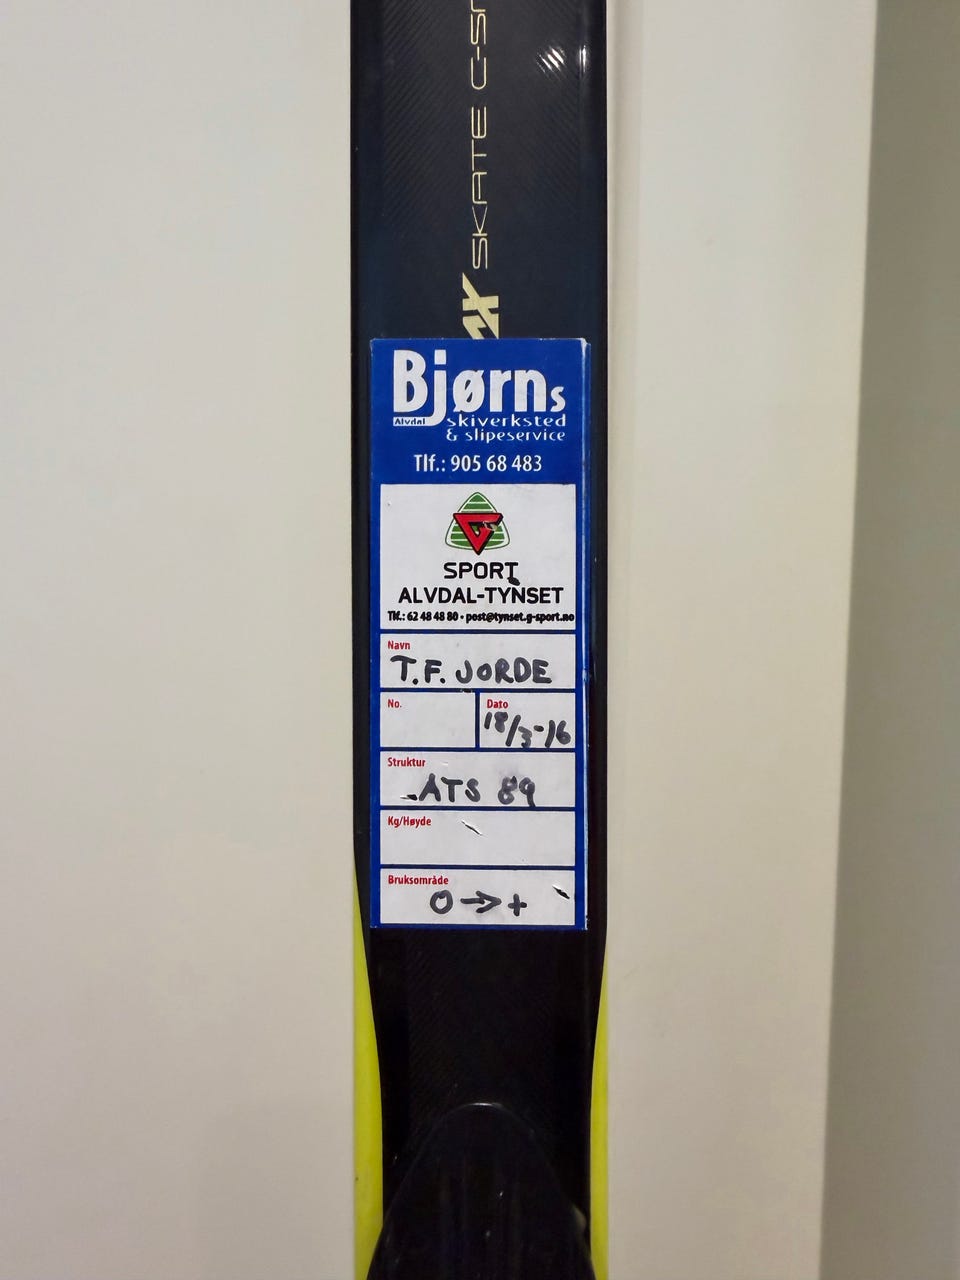 SKATE
Bjørns
Alvdal skiverksted
& slipeservice
Tlf.: 905 68 483
G
SPORT
ALVDAL-TYNSET
Tlf.: 62 48 48 80 • post@tynset.g-sport.no
Navn
T.F. JORDE
No.
Dato
18/3-16
Struktur
ATS 89
Kg/Høyde
Bruksområde
0→+